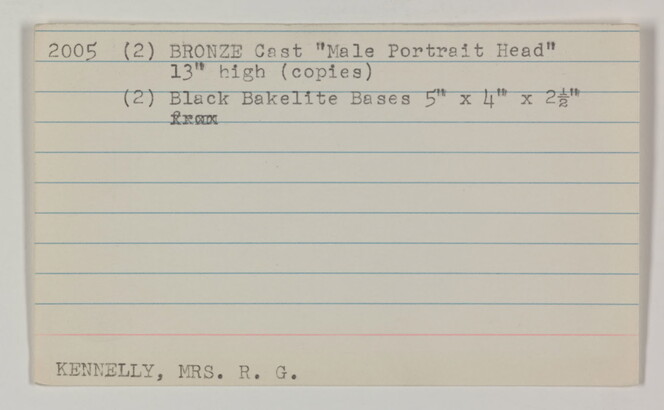 2005 (2) BRONZE Cast "Male Portrait Head"
13" high (copies)
(2) Black Bakelite Bases 5" x 4" x 2½"
KENNELLY, MRS. R. G.